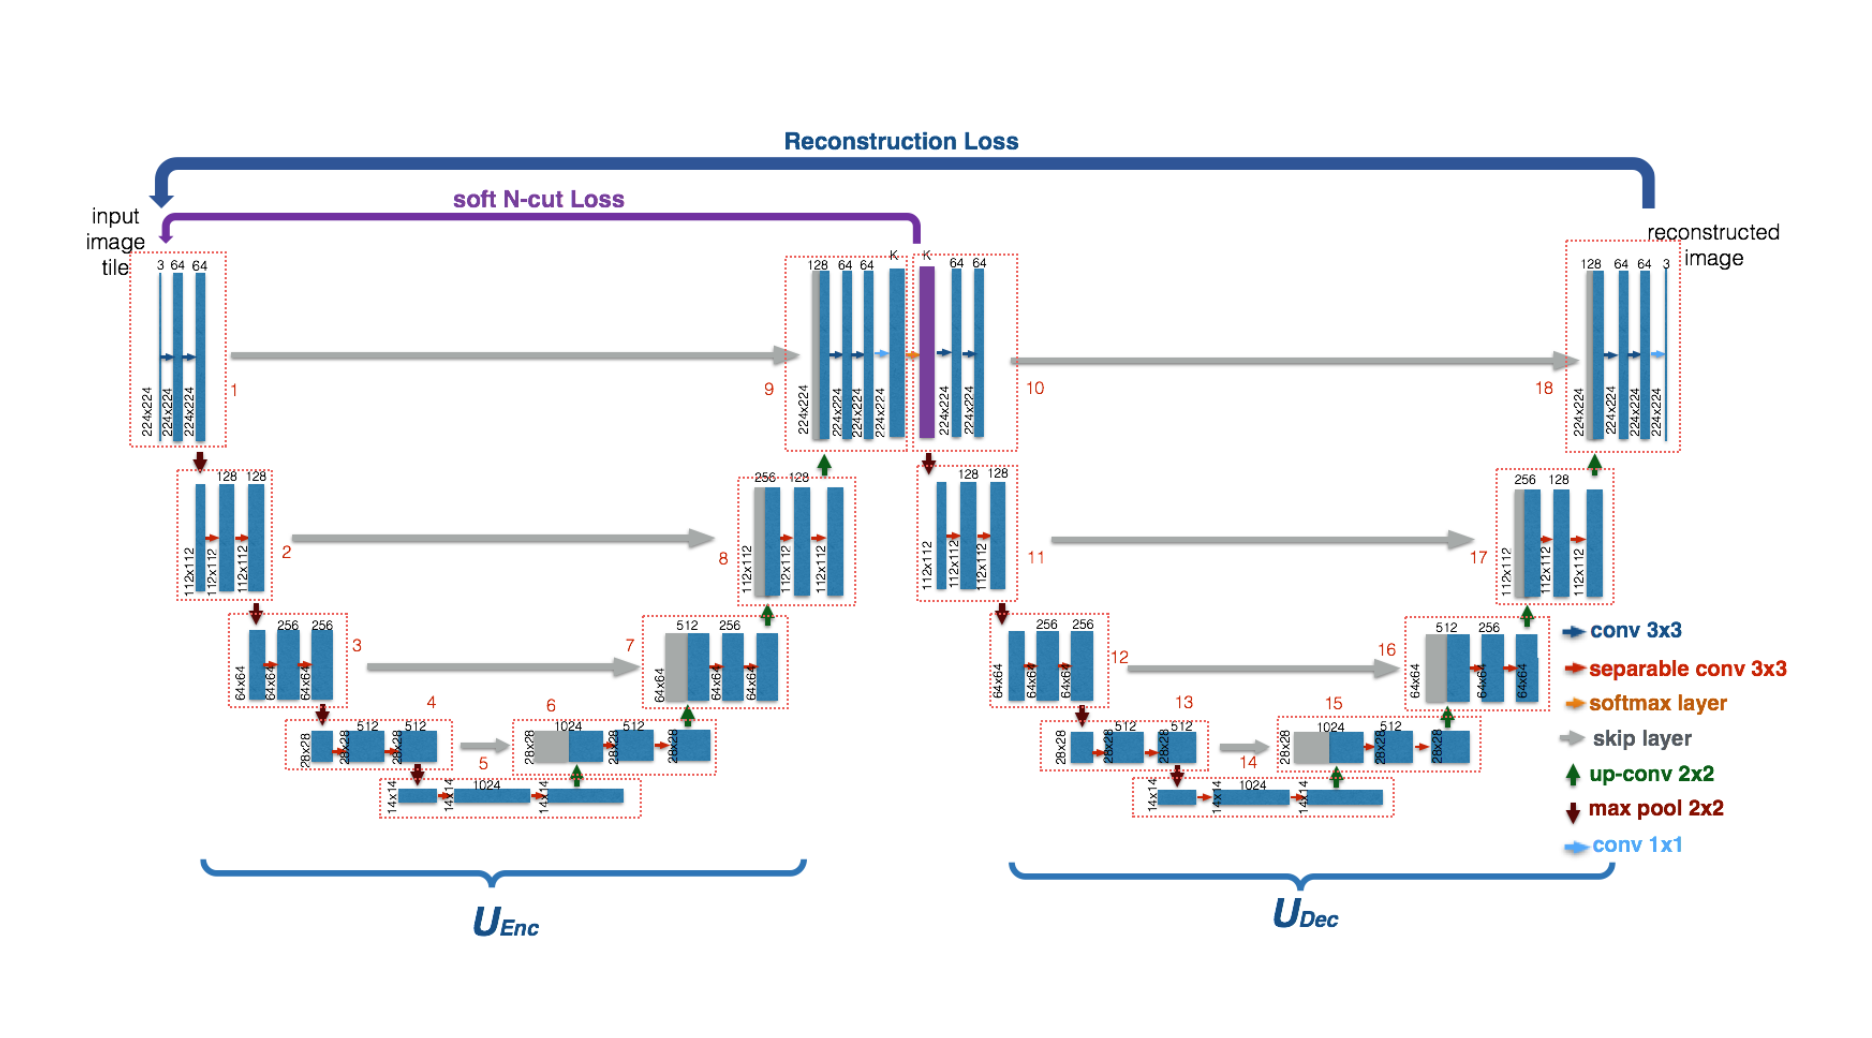 Reconstruction Loss
soft N-cut Loss
input
image
tile
reconstructed
image
3 64 64
224x224 224x224 224x224
1
9
128 64 64 K
224x224 224x224 224x224 224x224
K 64 64
224x224 224x224
10
18
128 64 64 3
224x224 224x224 224x224 224x224
128 128
112x112 112x112 112x112
2
8
256 128
112x112 112x112 112x112
128 128
112x112 112x112 112x112
11
17
256 128
112x112 112x112 112x112
256 256
64x64 64x64 64x64
3
7
512 256
64x64 64x64 64x64
256 256
64x64 64x64 64x64
12
16
512 256
64x64 64x64 64x64
4
512 512
28x28 28x28 28x28
6
1024 512
28x28 28x28 28x28
13
512 512
28x28 28x28 28x28
15
1024 512
28x28 28x28 28x28
5
1024
14x14 14x14 14x14
14
1024
14x14 14x14 14x14
conv 3x3
separable conv 3x3
softmax layer
skip layer
up-conv 2x2
max pool 2x2
conv 1x1
UEnc
UDec